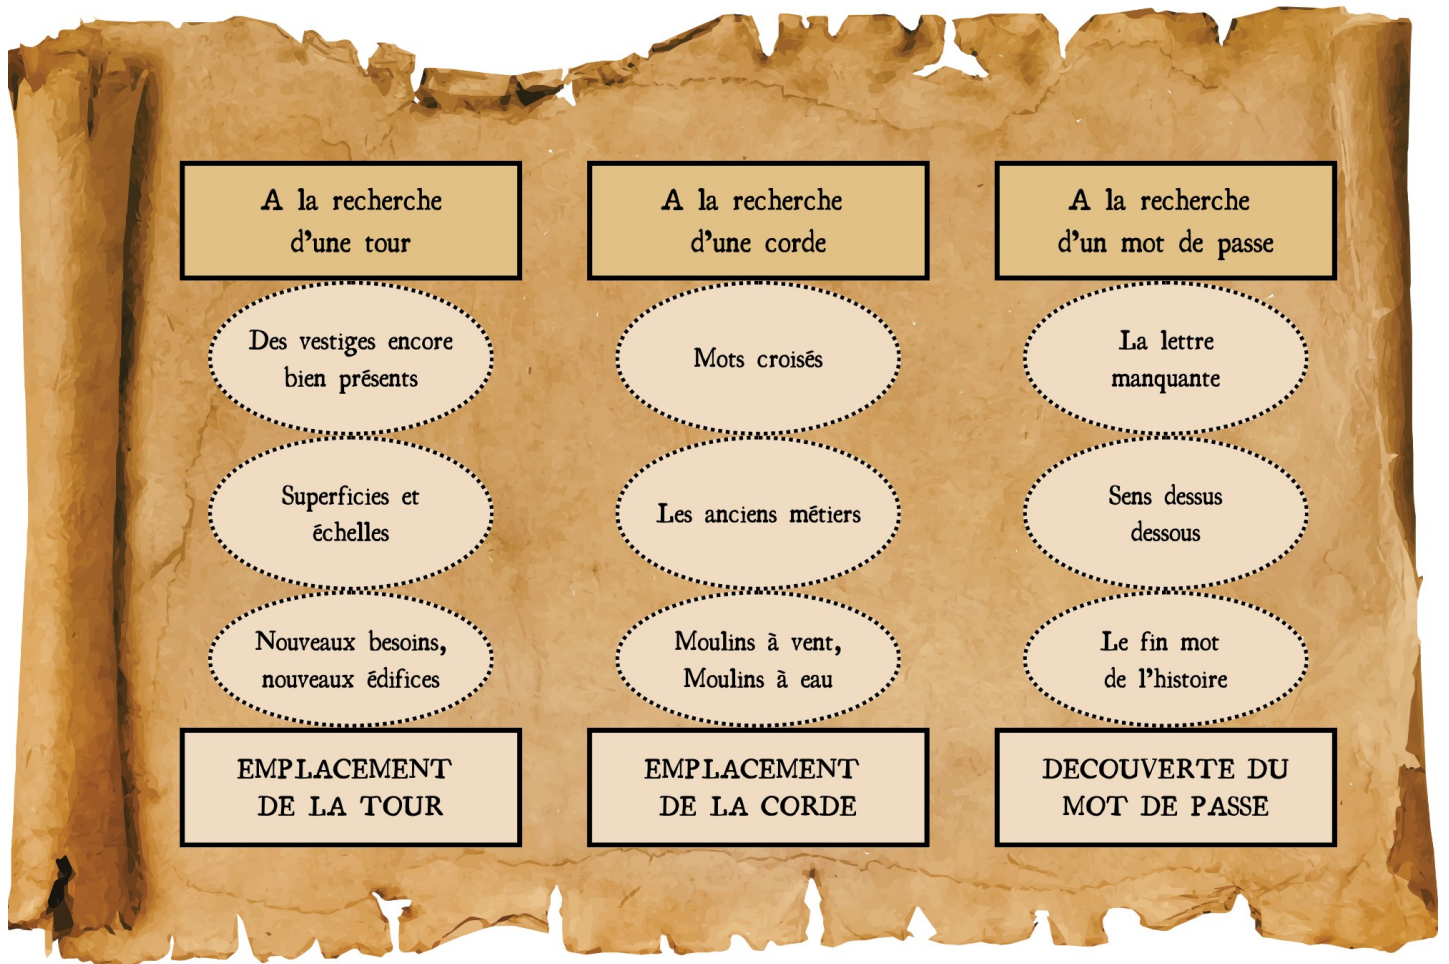 A la recherche
d'une tour
Des vestiges encore
bien présents
Superficies et
échelles
Nouveaux besoins,
nouveaux édifices
EMPLACEMENT
DE LA TOUR
A la recherche
d'une corde
Mots croisés
Les anciens métiers
Moulins à vent,
Moulins à eau
EMPLACEMENT
DE LA CORDE
A la recherche
d'un mot de passe
La lettre
manquante
Sens dessus
dessous
Le fin mot
de l'histoire
DECOUVERTE DU
MOT DE PASSE